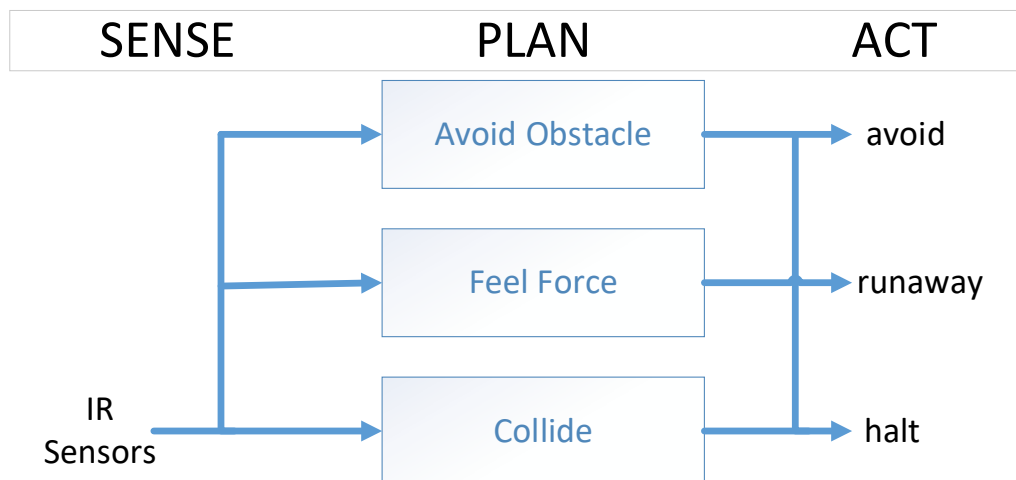 SENSE PLAN ACT
Avoid Obstacle avoid
Feel Force runaway
IR
Sensors
Collide halt